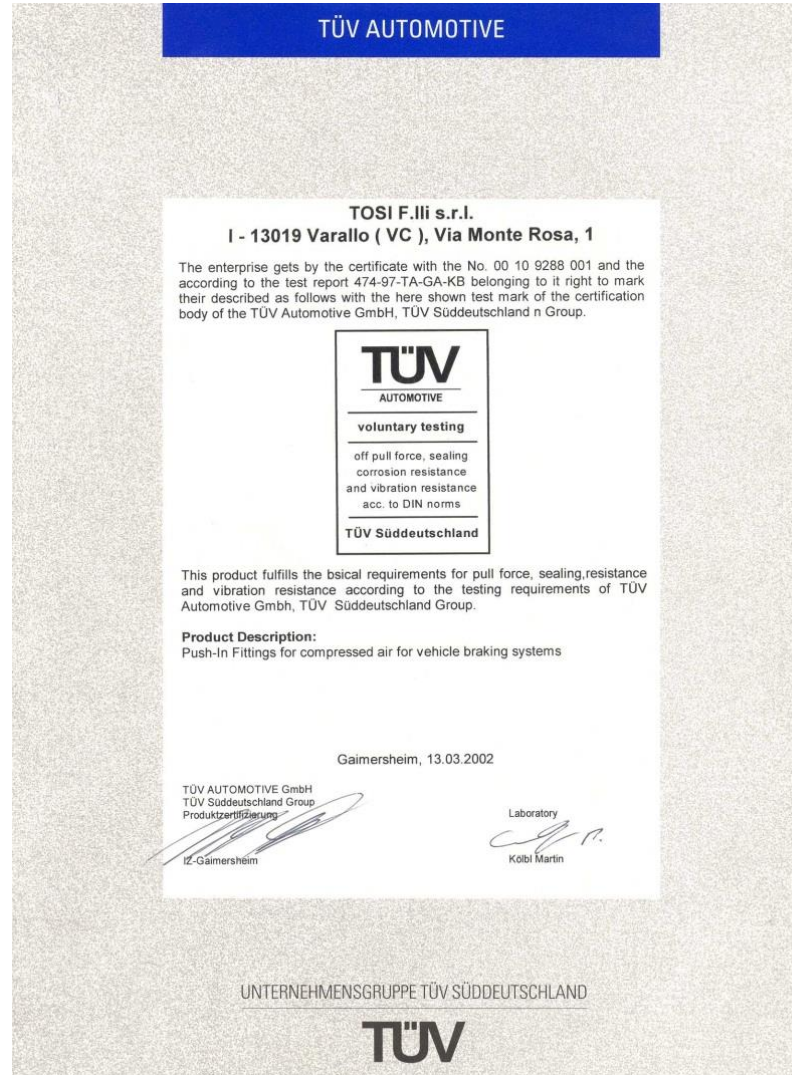 TÜV AUTOMOTIVE
TOSI F.lli s.r.l.
I - 13019 Varallo ( VC ), Via Monte Rosa, 1
The enterprise gets by the certificate with the No. 00 10 9288 001 and the
according to the test report 474-97-TA-GA-KB belonging to it right to mark
their described as follows with the here shown test mark of the certification
body of the TÜV Automotive GmbH, TÜV Süddeutschland n Group.
TÜV
AUTOMOTIVE
voluntary testing
off pull force, sealing
corrosion resistance
and vibration resistance
acc. to DIN norms
TÜV Süddeutschland
This product fulfills the bsical requirements for pull force, sealing,resistance
and vibration resistance according to the testing requirements of TÜV
Automotive Gmbh, TÜV Süddeutschland Group.
Product Description:
Push-In Fittings for compressed air for vehicle braking systems
Gaimersheim, 13.03.2002
TÜV AUTOMOTIVE GmbH
TÜV Süddeutschland Group
Produktzertifizierung
Laboratory
IZ-Gaimersheim
Kölbl Martin
UNTERNEHMENSGRUPPE TÜV SÜDDEUTSCHLAND
TÜV